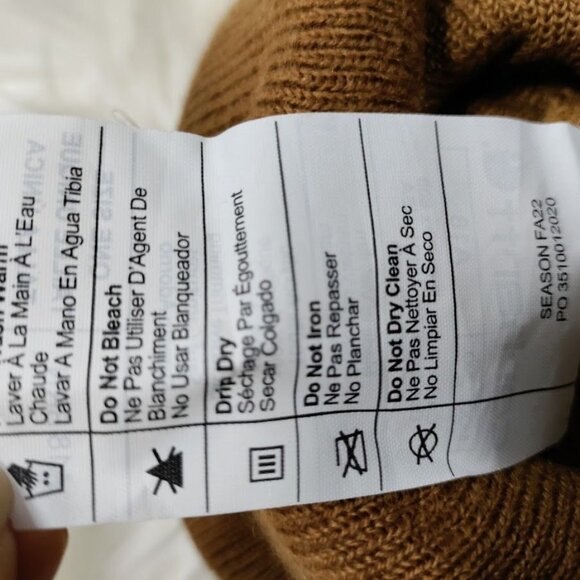 Warm
Laver À La Main À L'Eau
Chaude
Lavar A Mano En Agua Tibia
Do Not Bleach
Ne Pas Utiliser D'Agent De
Blanchiment
No Usar Blanqueador
Drip Dry
Séchage Par Égouttement
Secar Colgado
Do Not Iron
Ne Pas Repasser
No Planchar
Do Not Dry Clean
Ne Pas Nettoyer À Sec
No Limpiar En Seco
SEASON FA22
PO 3510012020